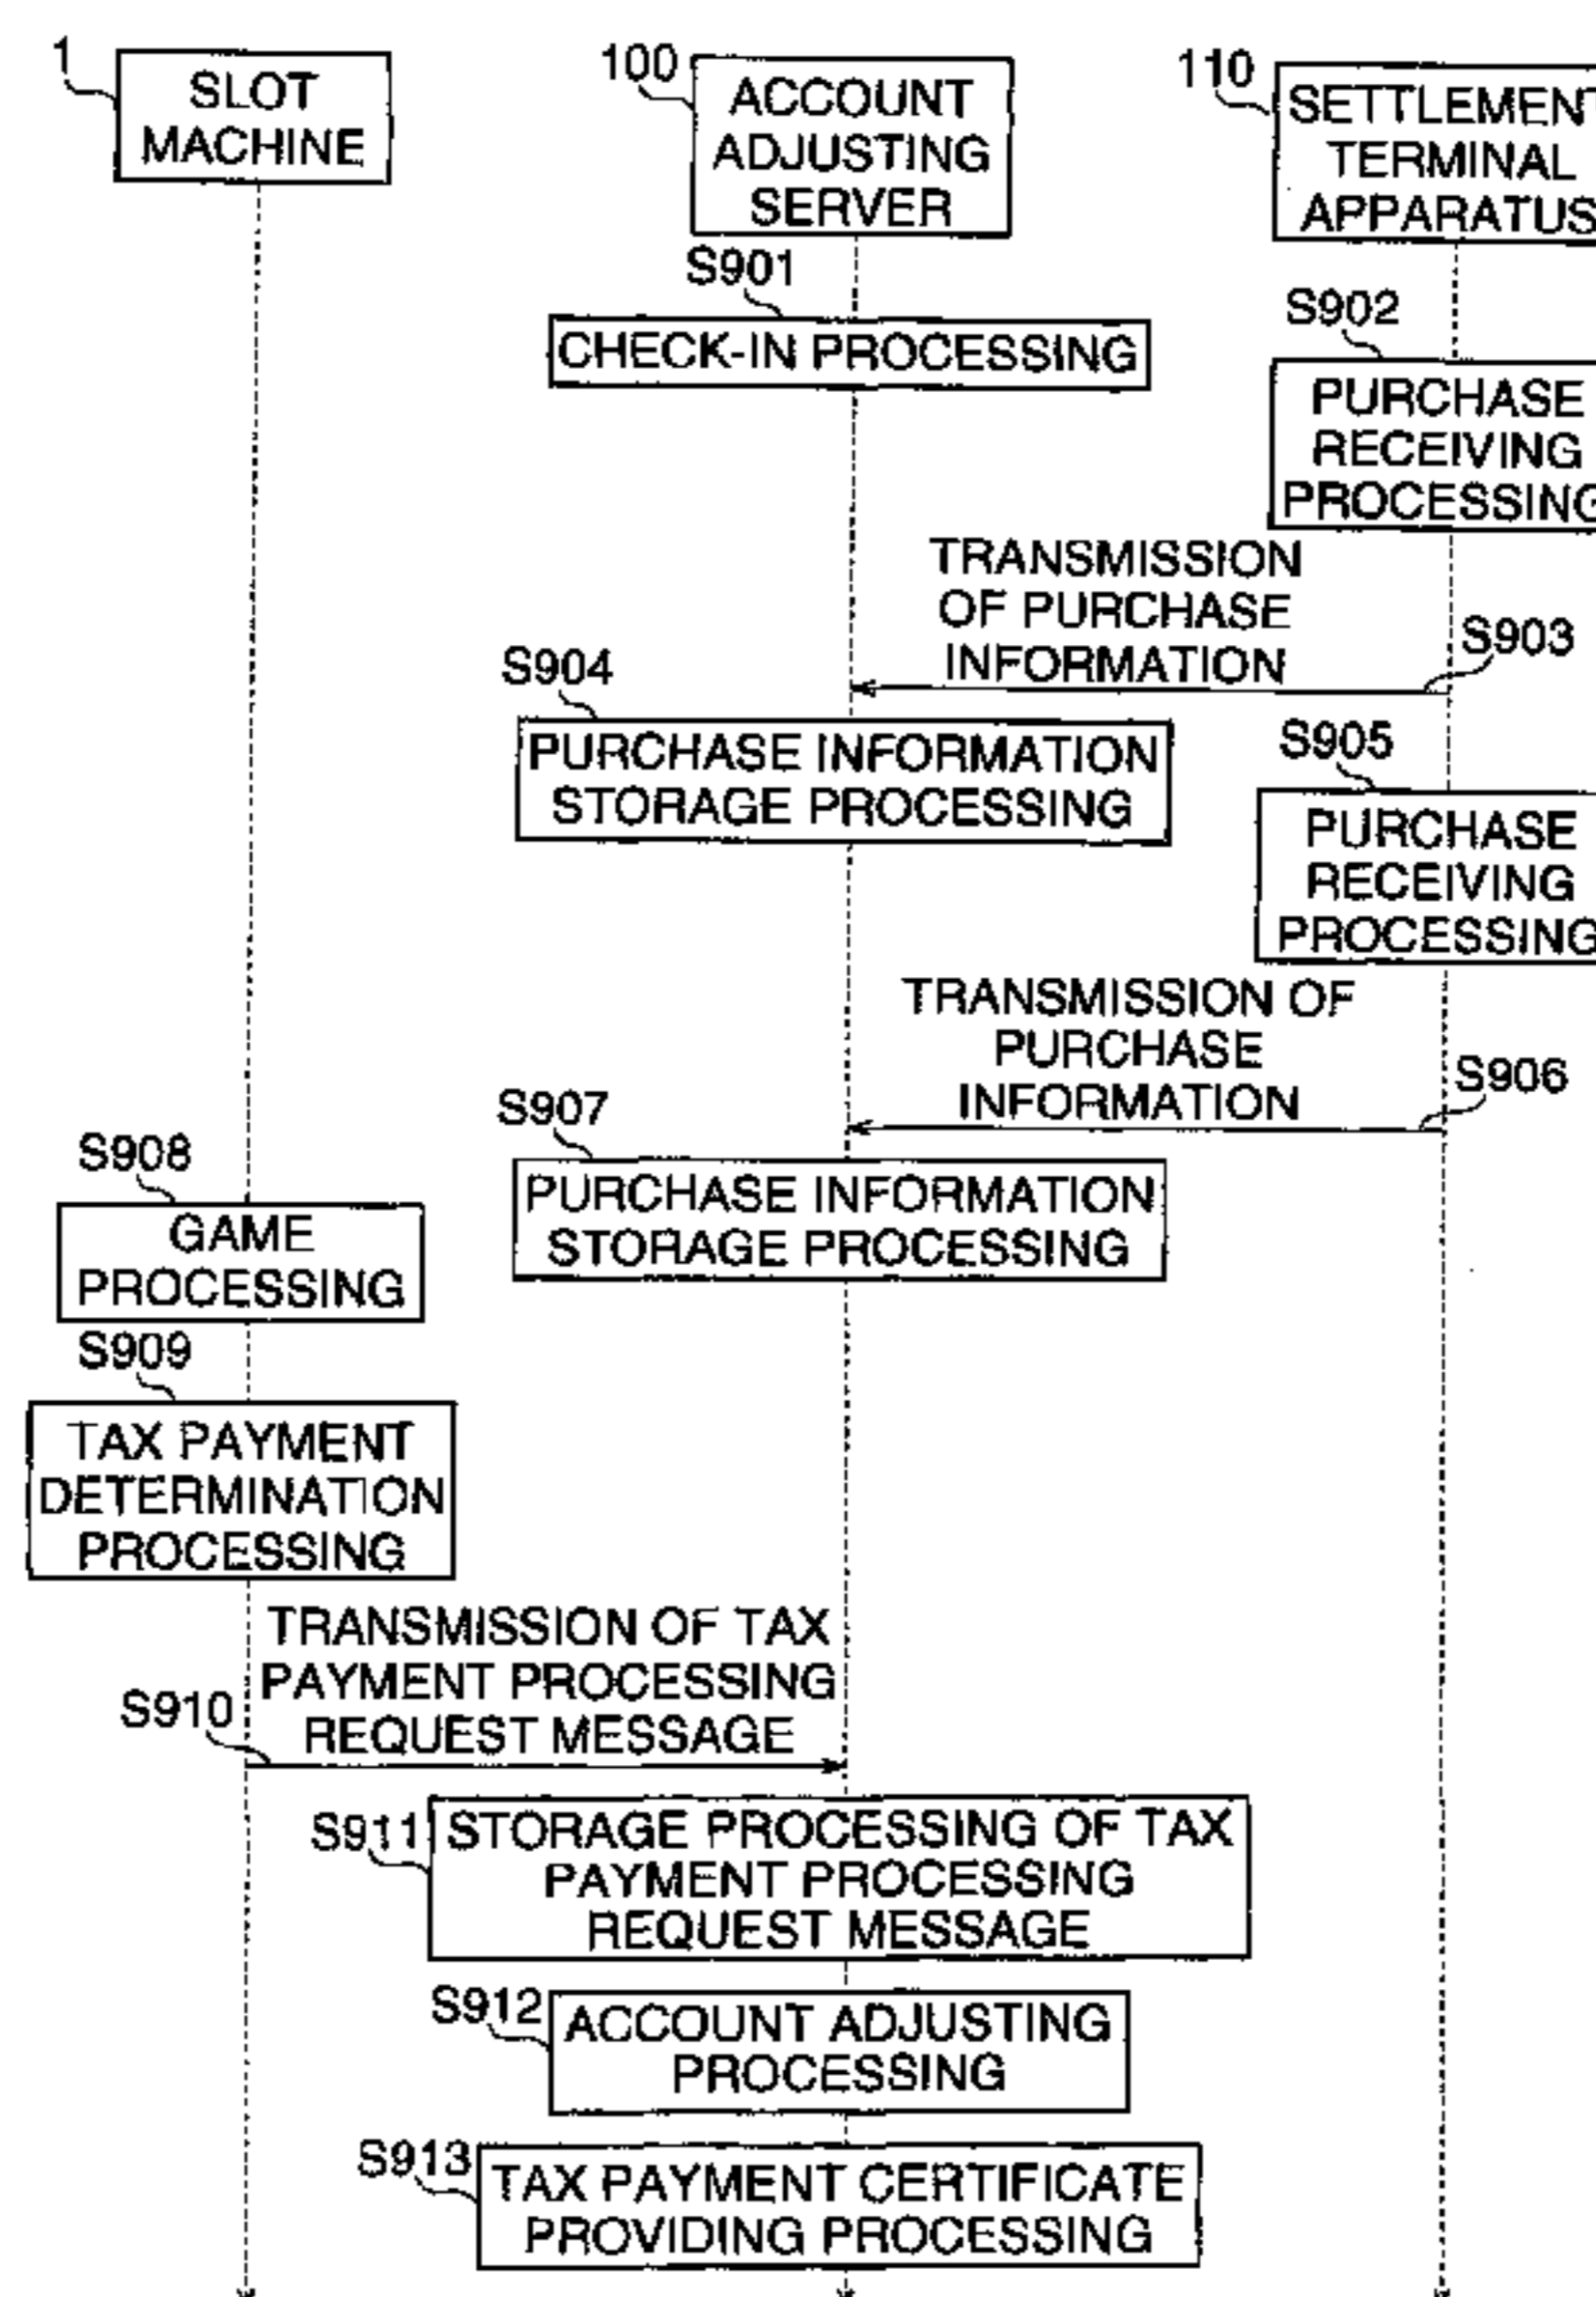 1
SLOT
MACHINE
100
ACCOUNT
ADJUSTING
SERVER
110
SETTLEMENT
TERMINAL
APPARATUS
S901
CHECK-IN PROCESSING
S902
PURCHASE
RECEIVING
PROCESSING
TRANSMISSION
OF PURCHASE
INFORMATION
S903
S904
PURCHASE INFORMATION
STORAGE PROCESSING
S905
PURCHASE
RECEIVING
PROCESSING
TRANSMISSION OF
PURCHASE
INFORMATION
S906
S907
PURCHASE INFORMATION
STORAGE PROCESSING
S908
GAME
PROCESSING
S909
TAX PAYMENT
DETERMINATION
PROCESSING
TRANSMISSION OF TAX
PAYMENT PROCESSING
REQUEST MESSAGE
S910
S911
STORAGE PROCESSING OF TAX
PAYMENT PROCESSING
REQUEST MESSAGE
S912
ACCOUNT ADJUSTING
PROCESSING
S913
TAX PAYMENT CERTIFICATE
PROVIDING PROCESSING